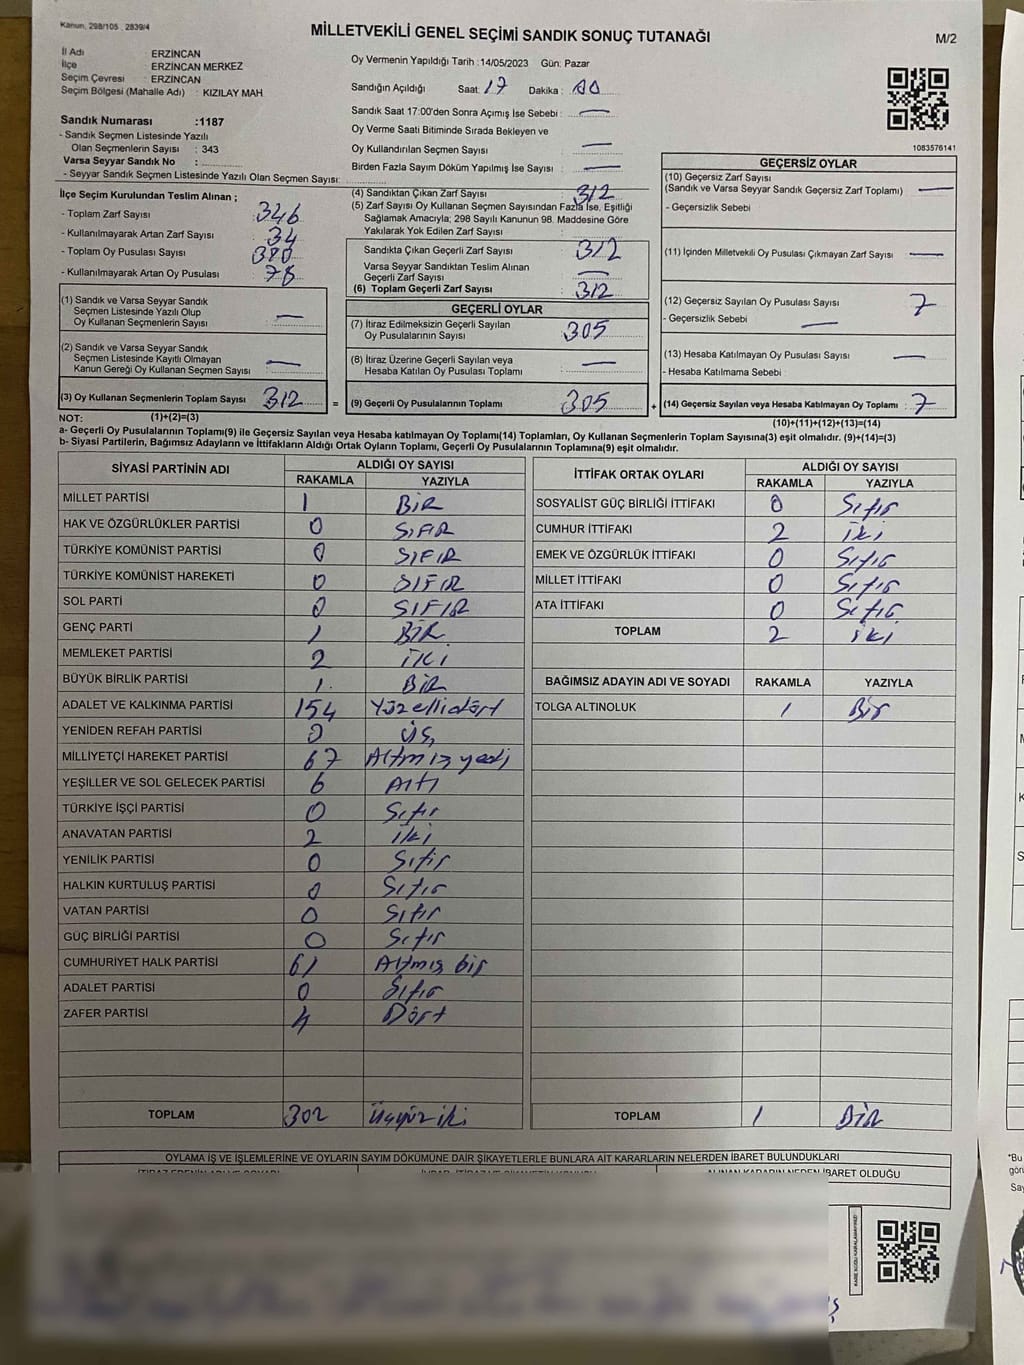 Kanun, 298/105 , 2839/4
MİLLETVEKİLİ GENEL SEÇİMİ SANDIK SONUÇ TUTANAĞI
M/2
İl Adı : ERZİNCAN
İlçe : ERZİNCAN MERKEZ
Seçim Çevresi : ERZİNCAN
Seçim Bölgesi (Mahalle Adı) : KIZILAY MAH
Oy Vermenin Yapıldığı Tarih :14/05/2023 Gün: Pazar
Sandığın Açıldığı Saat: 17 Dakika : 00
Sandık Saat 17:00'den Sonra Açımış İse Sebebi : —
Oy Verme Saati Bitiminde Sırada Bekleyen ve
Oy Kullandırılan Seçmen Sayısı : —
Birden Fazla Sayım Döküm Yapılmış İse Sayısı : —
1083576141
Sandık Numarası :1187
- Sandık Seçmen Listesinde Yazılı
Olan Seçmenlerin Sayısı : 343
Varsa Seyyar Sandık No :
- Seyyar Sandık Seçmen Listesinde Yazılı Olan Seçmen Sayısı:
İlçe Seçim Kurulundan Teslim Alınan ;
- Toplam Zarf Sayısı : 346
- Kullanılmayarak Artan Zarf Sayısı : 34
- Toplam Oy Pusulası Sayısı : 380
- Kullanılmayarak Artan Oy Pusulası : 78
(1) Sandık ve Varsa Seyyar Sandık
Seçmen Listesinde Yazılı Olup
Oy Kullanan Seçmenlerin Sayısı : —
(2) Sandık ve Varsa Seyyar Sandık
Seçmen Listesinde Kayıtlı Olmayan
Kanun Gereği Oy Kullanan Seçmen Sayısı : —
(3) Oy Kullanan Seçmenlerin Toplam Sayısı : 312
(4) Sandıktan Çıkan Zarf Sayısı : 312
(5) Zarf Sayısı Oy Kullanan Seçmen Sayısından Fazla İse, Eşitliği
Sağlamak Amacıyla; 298 Sayılı Kanunun 98. Maddesine Göre
Yakılarak Yok Edilen Zarf Sayısı :
Sandıkta Çıkan Geçerli Zarf Sayısı : 312
Varsa Seyyar Sandıktan Teslim Alınan
Geçerli Zarf Sayısı : —
(6) Toplam Geçerli Zarf Sayısı : 312
GEÇERLİ OYLAR
(7) İtiraz Edilmeksizin Geçerli Sayılan
Oy Pusulalarının Sayısı : 305
(8) İtiraz Üzerine Geçerli Sayılan veya
Hesaba Katılan Oy Pusulası Toplamı : —
= (9) Geçerli Oy Pusulalarının Toplamı : 305
GEÇERSİZ OYLAR
(10) Geçersiz Zarf Sayısı
(Sandık ve Varsa Seyyar Sandık Geçersiz Zarf Toplamı) : —
- Geçersizlik Sebebi :
(11) İçinden Milletvekili Oy Pusulası Çıkmayan Zarf Sayısı : —
(12) Geçersiz Sayılan Oy Pusulası Sayısı : 7
- Geçersizlik Sebebi : —
(13) Hesaba Katılmayan Oy Pusulası Sayısı : —
- Hesaba Katılmama Sebebi :
+ (14) Geçersiz Sayılan veya Hesaba Katılmayan Oy Toplamı : 7
NOT: (1)+(2)=(3)
(10)+(11)+(12)+(13)=(14)
a- Geçerli Oy Pusulalarının Toplamı(9) ile Geçersiz Sayılan veya Hesaba katılmayan Oy Toplamı(14) Toplamları, Oy Kullanan Seçmenlerin Toplam Sayısına(3) eşit olmalıdır. (9)+(14)=(3)
b- Siyasi Partilerin, Bağımsız Adayların ve İttifakların Aldığı Ortak Oyların Toplamı, Geçerli Oy Pusulalarının Toplamına(9) eşit olmalıdır.
SİYASİ PARTİNİN ADI ALDIĞI OY SAYISI
RAKAMLA YAZIYLA
MİLLET PARTİSİ 1 BİR
HAK VE ÖZGÜRLÜKLER PARTİSİ 0 SIFIR
TÜRKİYE KOMÜNİST PARTİSİ 0 SIFIR
TÜRKİYE KOMÜNİST HAREKETİ 0 SIFIR
SOL PARTİ 0 SIFIR
GENÇ PARTİ 1 BİR
MEMLEKET PARTİSİ 2 İKİ
BÜYÜK BİRLİK PARTİSİ 1 BİR
ADALET VE KALKINMA PARTİSİ 154 Yüzellidört
YENİDEN REFAH PARTİSİ 3 üç
MİLLİYETÇİ HAREKET PARTİSİ 67 Altmış yedi
YEŞİLLER VE SOL GELECEK PARTİSİ 6 Altı
TÜRKİYE İŞÇİ PARTİSİ 0 Sıfır
ANAVATAN PARTİSİ 2 iki
YENİLİK PARTİSİ 0 Sıfır
HALKIN KURTULUŞ PARTİSİ 0 Sıfır
VATAN PARTİSİ 0 Sıfır
GÜÇ BİRLİĞİ PARTİSİ 0 Sıfır
CUMHURİYET HALK PARTİSİ 61 Altmış bir
ADALET PARTİSİ 0 Sıfır
ZAFER PARTİSİ 4 Dört
TOPLAM 302 Üçyüz iki
İTTİFAK ORTAK OYLARI ALDIĞI OY SAYISI
RAKAMLA YAZIYLA
SOSYALİST GÜÇ BİRLİĞİ İTTİFAKI 0 Sıfır
CUMHUR İTTİFAKI 2 iki
EMEK VE ÖZGÜRLÜK İTTİFAKI 0 Sıfır
MİLLET İTTİFAKI 0 Sıfır
ATA İTTİFAKI 0 Sıfır
TOPLAM 2 iki
BAĞIMSIZ ADAYIN ADI VE SOYADI RAKAMLA YAZIYLA
TOLGA ALTINOLUK 1 Bir
TOPLAM 1 BİR
OYLAMA İŞ VE İŞLEMLERİNE VE OYLARIN SAYIM DÖKÜMÜNE DAİR ŞİKAYETLERLE BUNLARA AİT KARARLARIN NELERDEN İBARET BULUNDUKLARI